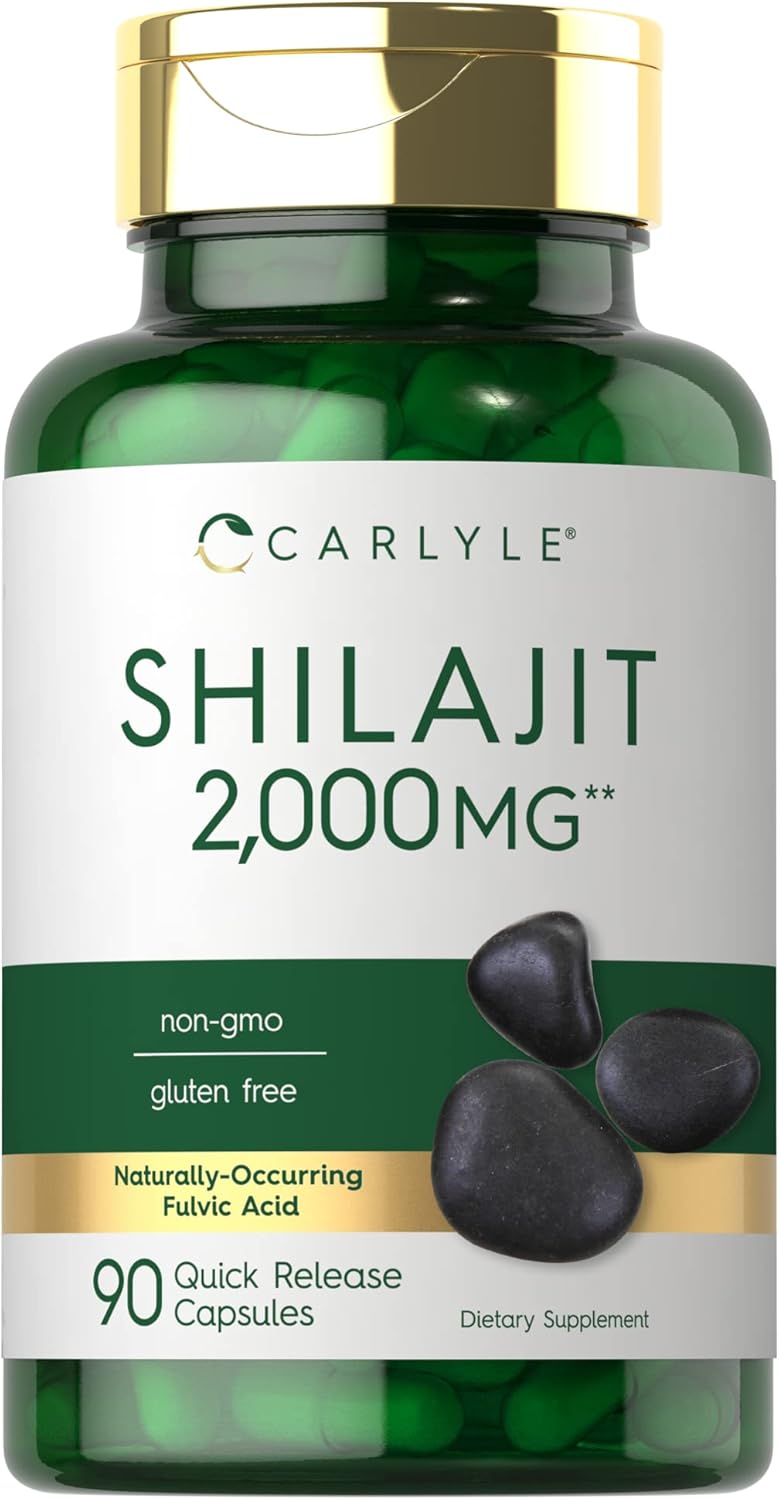 CARLYLE®
SHILAJIT
2,000MG**
non-gmo
gluten free
Naturally-Occurring
Fulvic Acid
90 Quick Release
Capsules
Dietary Supplement